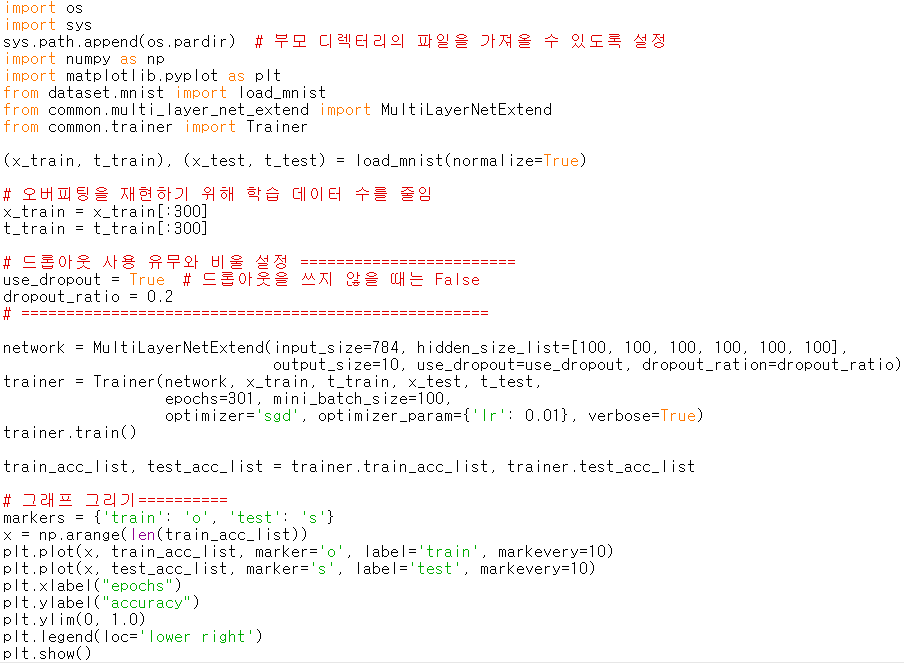 import os
import sys
sys.path.append(os.pardir)  # 부모 디렉터리의 파일을 가져올 수 있도록 설정
import numpy as np
import matplotlib.pyplot as plt
from dataset.mnist import load_mnist
from common.multi_layer_net_extend import MultiLayerNetExtend
from common.trainer import Trainer

(x_train, t_train), (x_test, t_test) = load_mnist(normalize=True)

# 오버피팅을 재현하기 위해 학습 데이터 수를 줄임
x_train = x_train[:300]
t_train = t_train[:300]

# 드롭아웃 사용 유무와 비울 설정 ========================
use_dropout = True  # 드롭아웃을 쓰지 않을 때는 False
dropout_ratio = 0.2
# ====================================================

network = MultiLayerNetExtend(input_size=784, hidden_size_list=[100, 100, 100, 100, 100, 100],
                              output_size=10, use_dropout=use_dropout, dropout_ration=dropout_ratio)
trainer = Trainer(network, x_train, t_train, x_test, t_test,
                  epochs=301, mini_batch_size=100,
                  optimizer='sgd', optimizer_param={'lr': 0.01}, verbose=True)
trainer.train()

train_acc_list, test_acc_list = trainer.train_acc_list, trainer.test_acc_list

# 그래프 그리기==========
markers = {'train': 'o', 'test': 's'}
x = np.arange(len(train_acc_list))
plt.plot(x, train_acc_list, marker='o', label='train', markevery=10)
plt.plot(x, test_acc_list, marker='s', label='test', markevery=10)
plt.xlabel("epochs")
plt.ylabel("accuracy")
plt.ylim(0, 1.0)
plt.legend(loc='lower right')
plt.show()